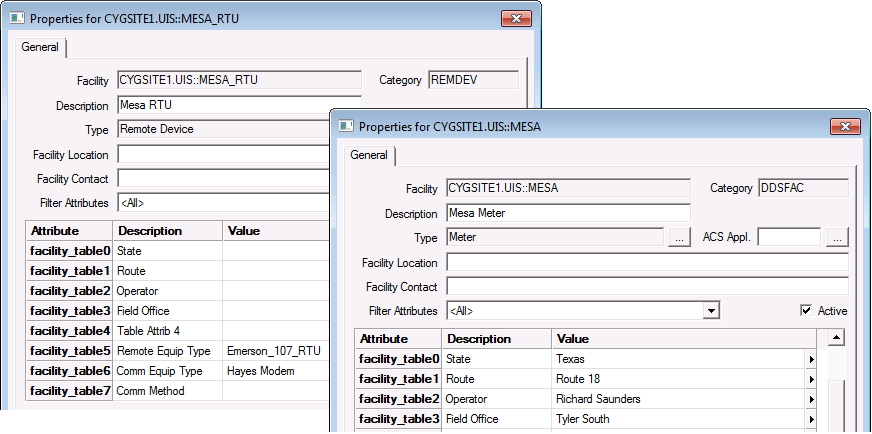 Properties for CYGSITE1.UIS::MESA_RTU
General
Facility CYGSITE1.UIS::MESA_RTU Category REMDEV
Description Mesa RTU
Type Remote Device
Facility Location
Facility Contact
Filter Attributes <All>
Attribute Description Value
facility_table0 State
facility_table1 Route
facility_table2 Operator
facility_table3 Field Office
facility_table4 Table Attrib 4
facility_table5 Remote Equip Type Emerson_107_RTU
facility_table6 Comm Equip Type Hayes Modem
facility_table7 Comm Method
Properties for CYGSITE1.UIS::MESA
General
Facility CYGSITE1.UIS::MESA Category DDSFAC
Description Mesa Meter
Type Meter ... ACS Appl. ...
Facility Location
Facility Contact
Filter Attributes <All> Active
Attribute Description Value
facility_table0 State Texas
facility_table1 Route Route 18
facility_table2 Operator Richard Saunders
facility_table3 Field Office Tyler South